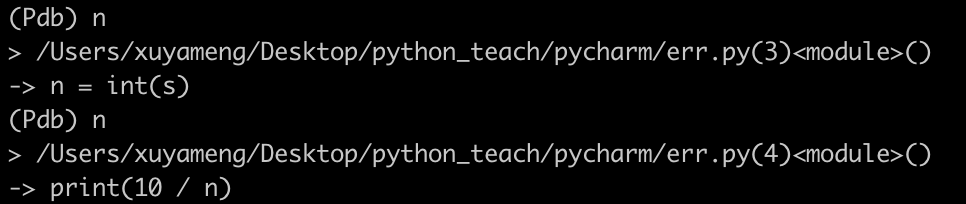 (Pdb) n
> /Users/xuyameng/Desktop/python_teach/pycharm/err.py(3)<module>()
-> n = int(s)
(Pdb) n
> /Users/xuyameng/Desktop/python_teach/pycharm/err.py(4)<module>()
-> print(10 / n)